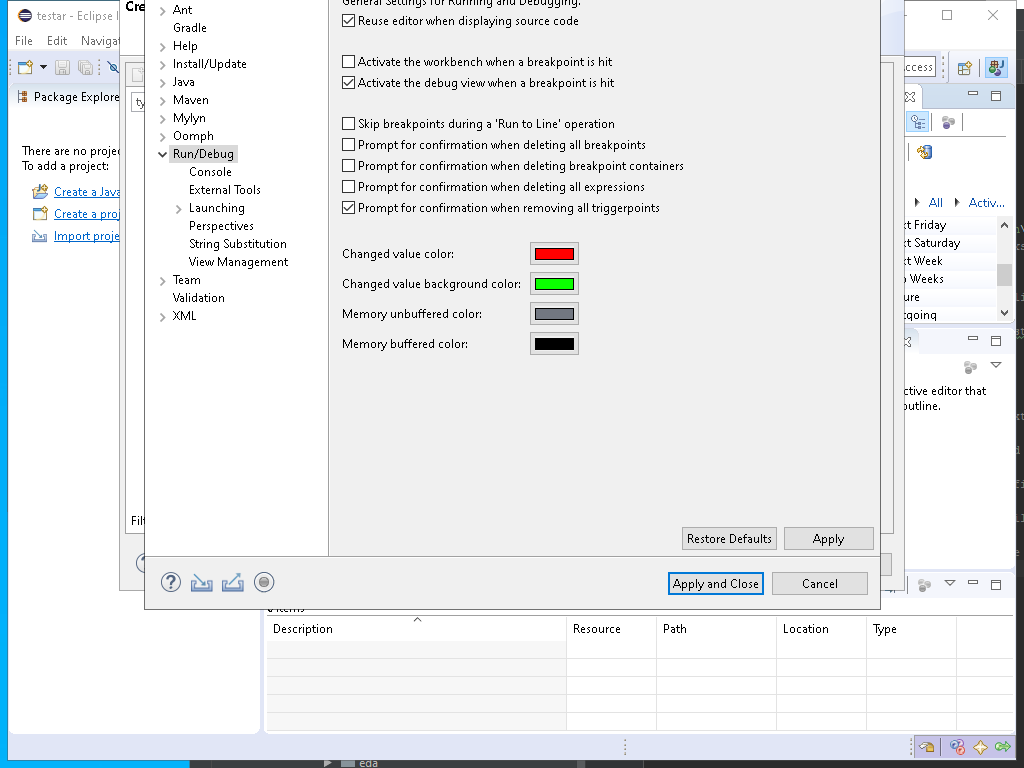 testar - Eclipse I
Cre
File Edit Navigat
ccess
Package Explore
ty
There are no projec
To add a project:
Create a Java
Create a proj
Import proje
Filt
Ant
Gradle
Help
Install/Update
Java
Maven
Mylyn
Oomph
Run/Debug
Console
External Tools
Launching
Perspectives
String Substitution
View Management
Team
Validation
XML
General Settings for Running and Debugging.
Reuse editor when displaying source code
Activate the workbench when a breakpoint is hit
Activate the debug view when a breakpoint is hit
Skip breakpoints during a 'Run to Line' operation
Prompt for confirmation when deleting all breakpoints
Prompt for confirmation when deleting breakpoint containers
Prompt for confirmation when deleting all expressions
Prompt for confirmation when removing all triggerpoints
Changed value color:
Changed value background color:
Memory unbuffered color:
Memory buffered color:
Restore Defaults Apply
Apply and Close Cancel
All Activ...
xt Friday
xt Saturday
xt Week
o Weeks
ure
tgoing
ctive editor that
outline.
0 items
Description Resource Path Location Type
eda